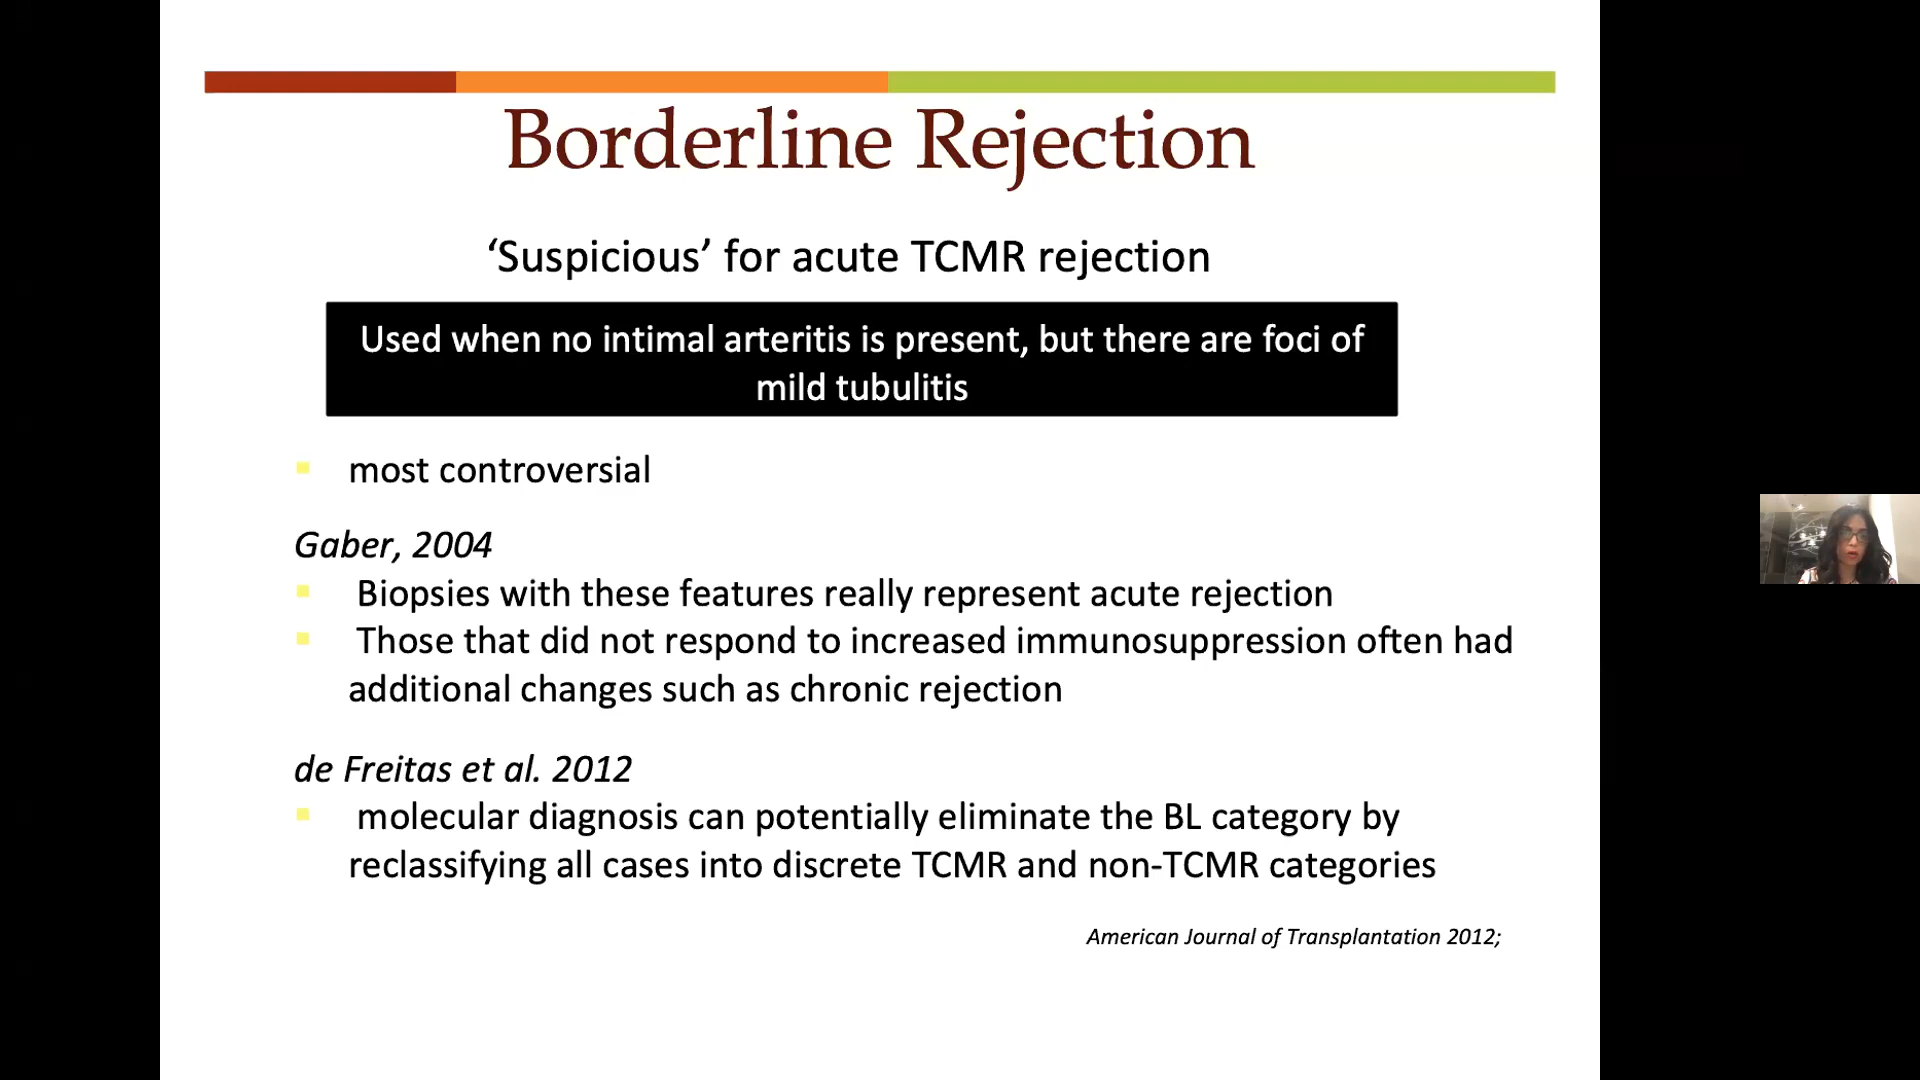 Borderline Rejection
‘Suspicious’ for acute TCMR rejection
Used when no intimal arteritis is present, but there are foci of
mild tubulitis
most controversial
Gaber, 2004
Biopsies with these features really represent acute rejection
Those that did not respond to increased immunosuppression often had
additional changes such as chronic rejection
de Freitas et al. 2012
molecular diagnosis can potentially eliminate the BL category by
reclassifying all cases into discrete TCMR and non-TCMR categories
American Journal of Transplantation 2012;